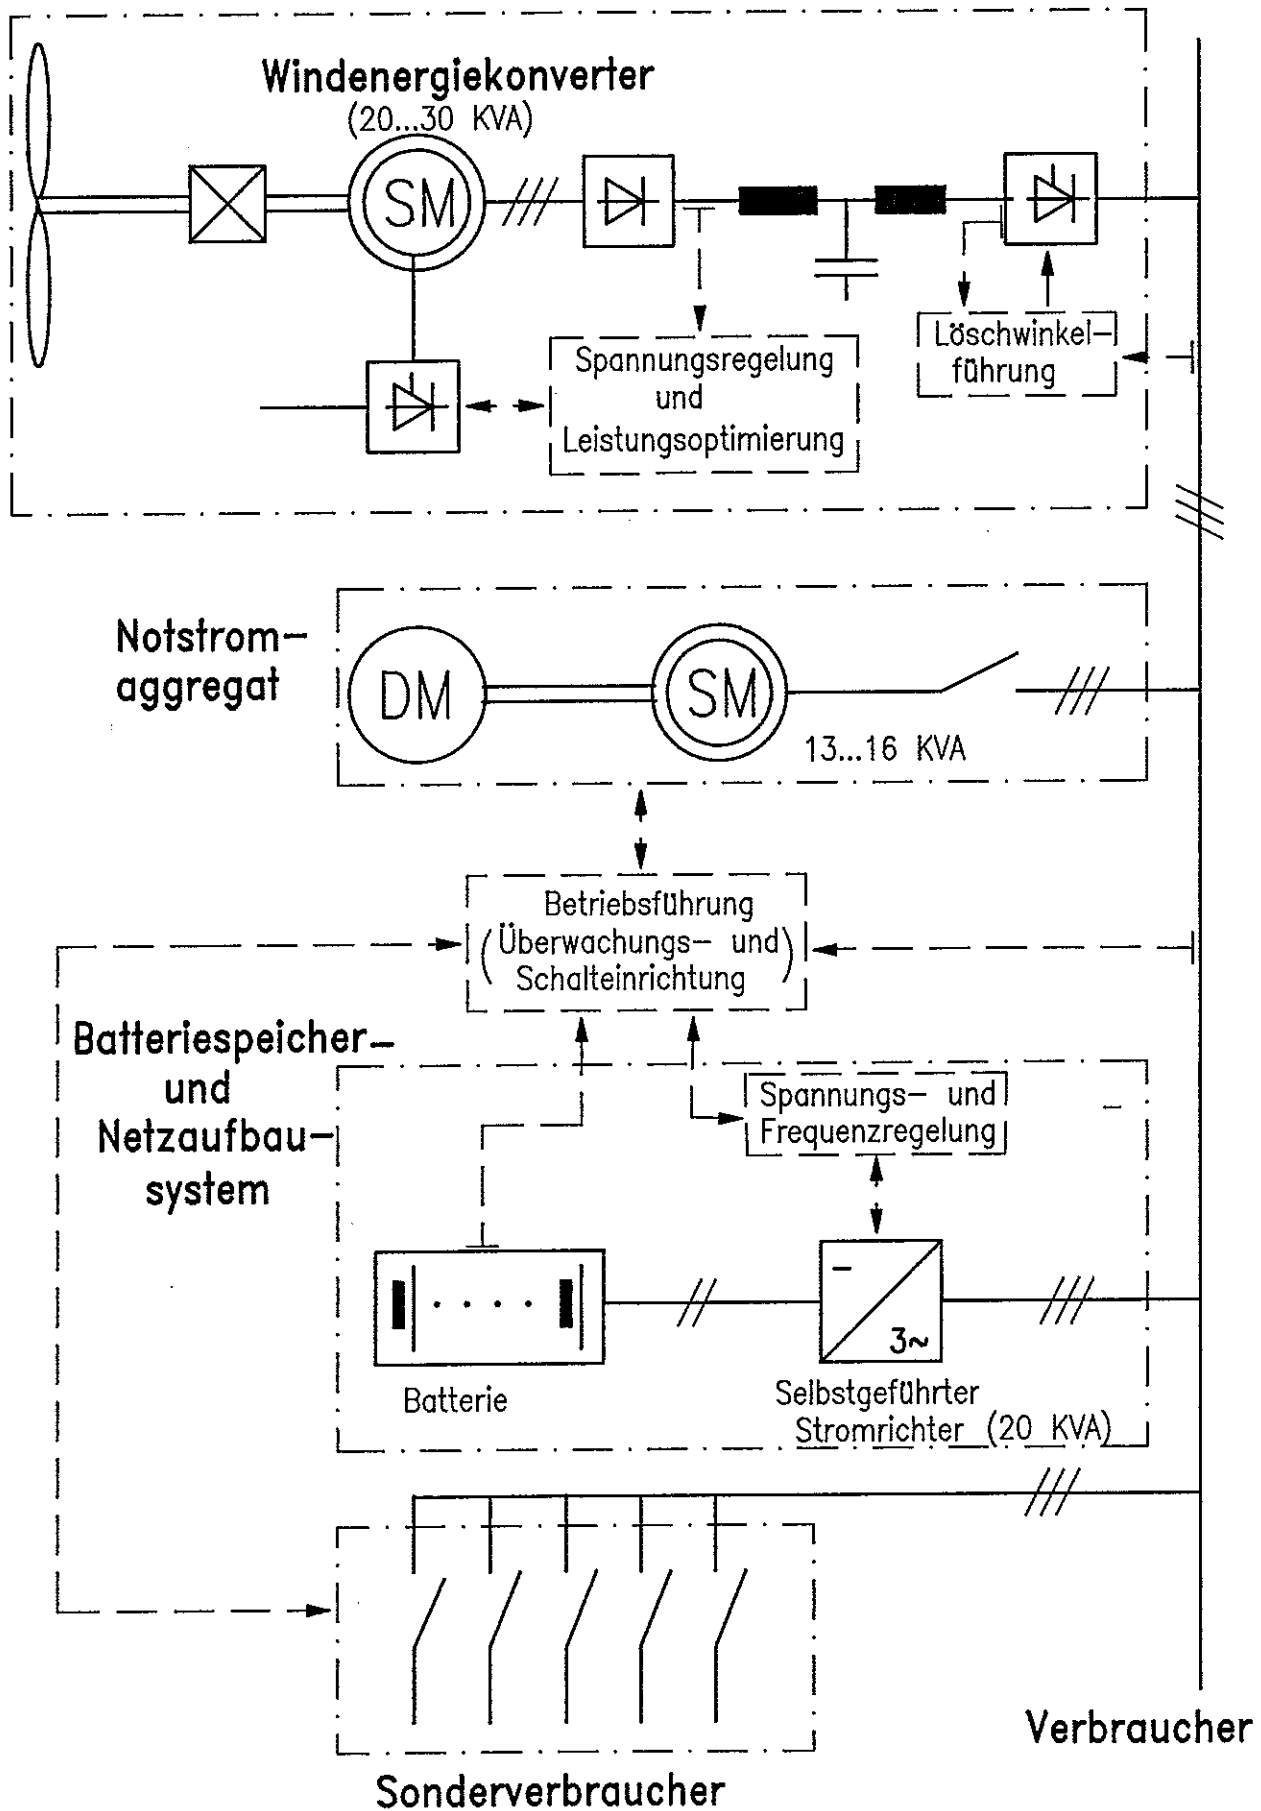 Windenergiekonverter
(20...30 KVA)
SM
Spannungsregelung
und
Leistungsoptimierung
Löschwinkel-
führung
Notstrom-
aggregat
DM
SM
13...16 KVA
Betriebsführung
(Überwachungs- und)
Schalteinrichtung
Batteriespeicher-
und
Netzaufbau-
system
Spannungs- und
Frequenzregelung
-
3~
Batterie
Selbstgeführter
Stromrichter (20 KVA)
Verbraucher
Sonderverbraucher